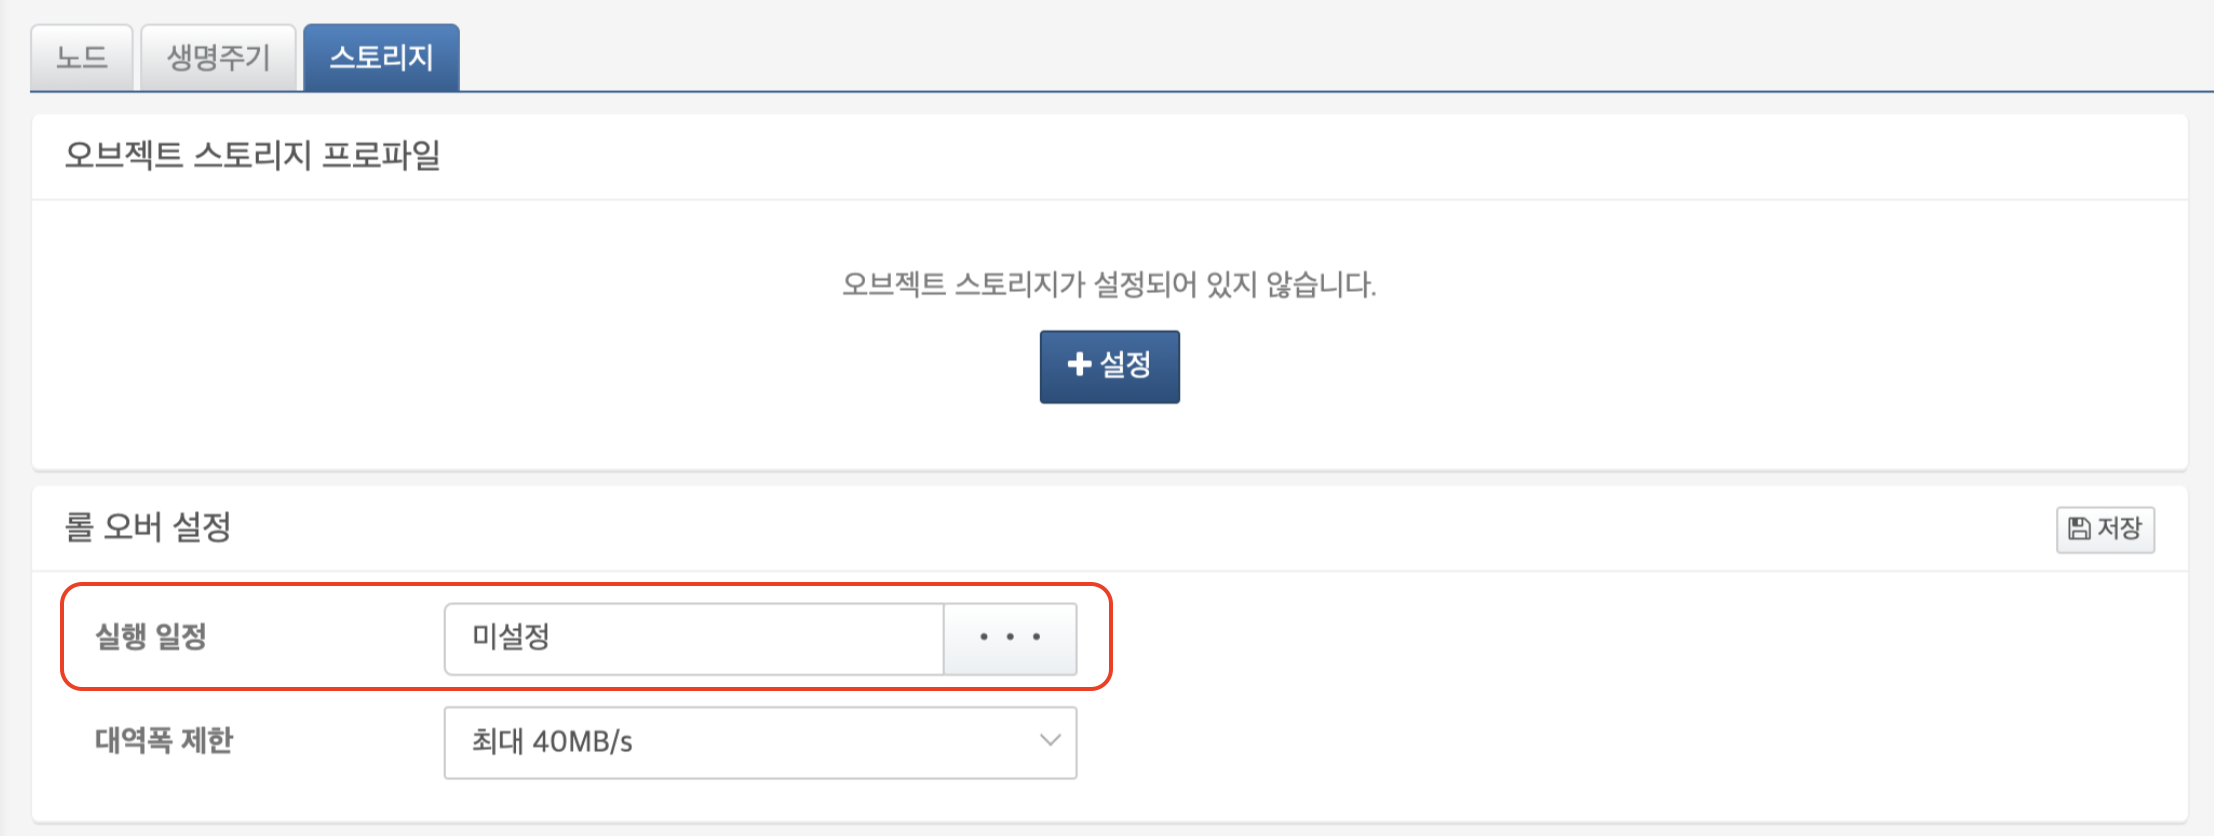 노드 생명주기 스토리지
오브젝트 스토리지 프로파일
오브젝트 스토리지가 설정되어 있지 않습니다.
+ 설정
롤 오버 설정 저장
실행 일정 미설정 ...
대역폭 제한 최대 40MB/s